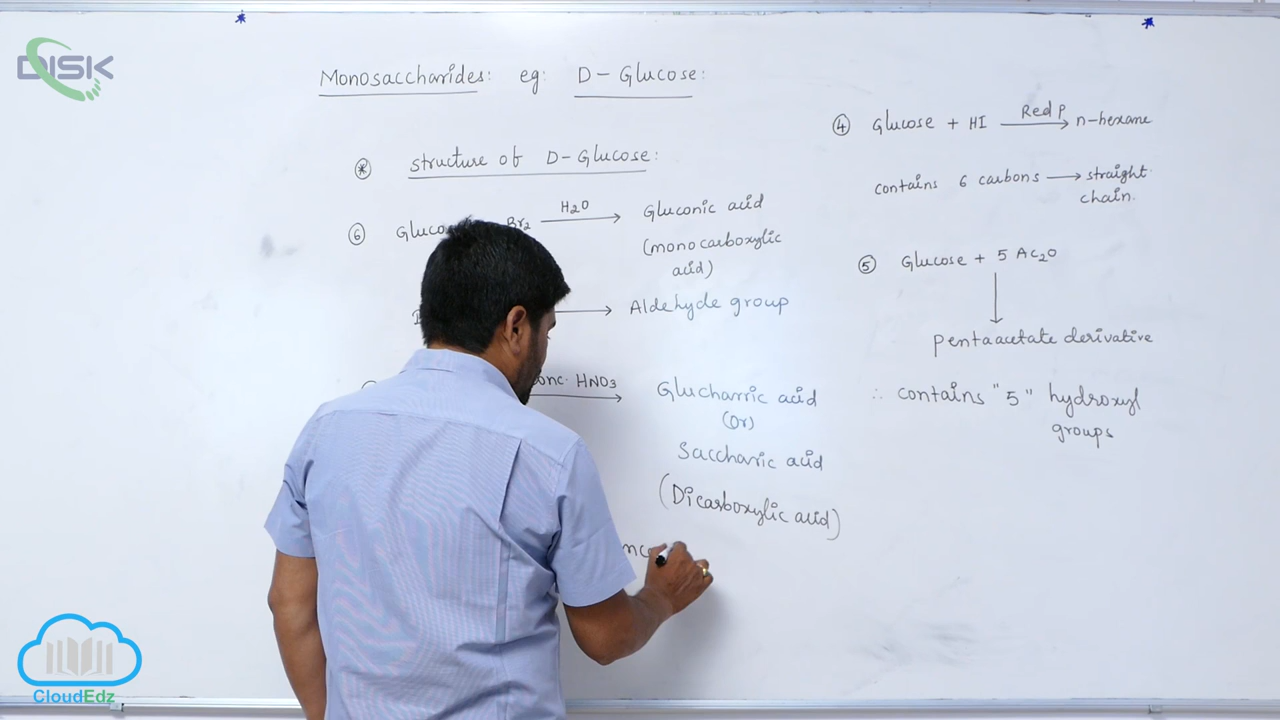 DISK
Monosaccharides: eg: D-Glucose:
* Structure of D-Glucose:
⑥ Br₂ H₂O → Gluconic acid
(monocarboxylic
acid)
→ Aldehyde group
conc. HNO₃ → Glucharric acid
(or)
Saccharic acid
(Dicarboxylic acid)
④ Glucose + HI Red P → n-hexane
contains 6 carbons → straight
chain.
⑤ Glucose + 5 Ac₂O
↓
pentaacetate derivative
∴ contains "5" hydroxyl
groups
CloudEdz